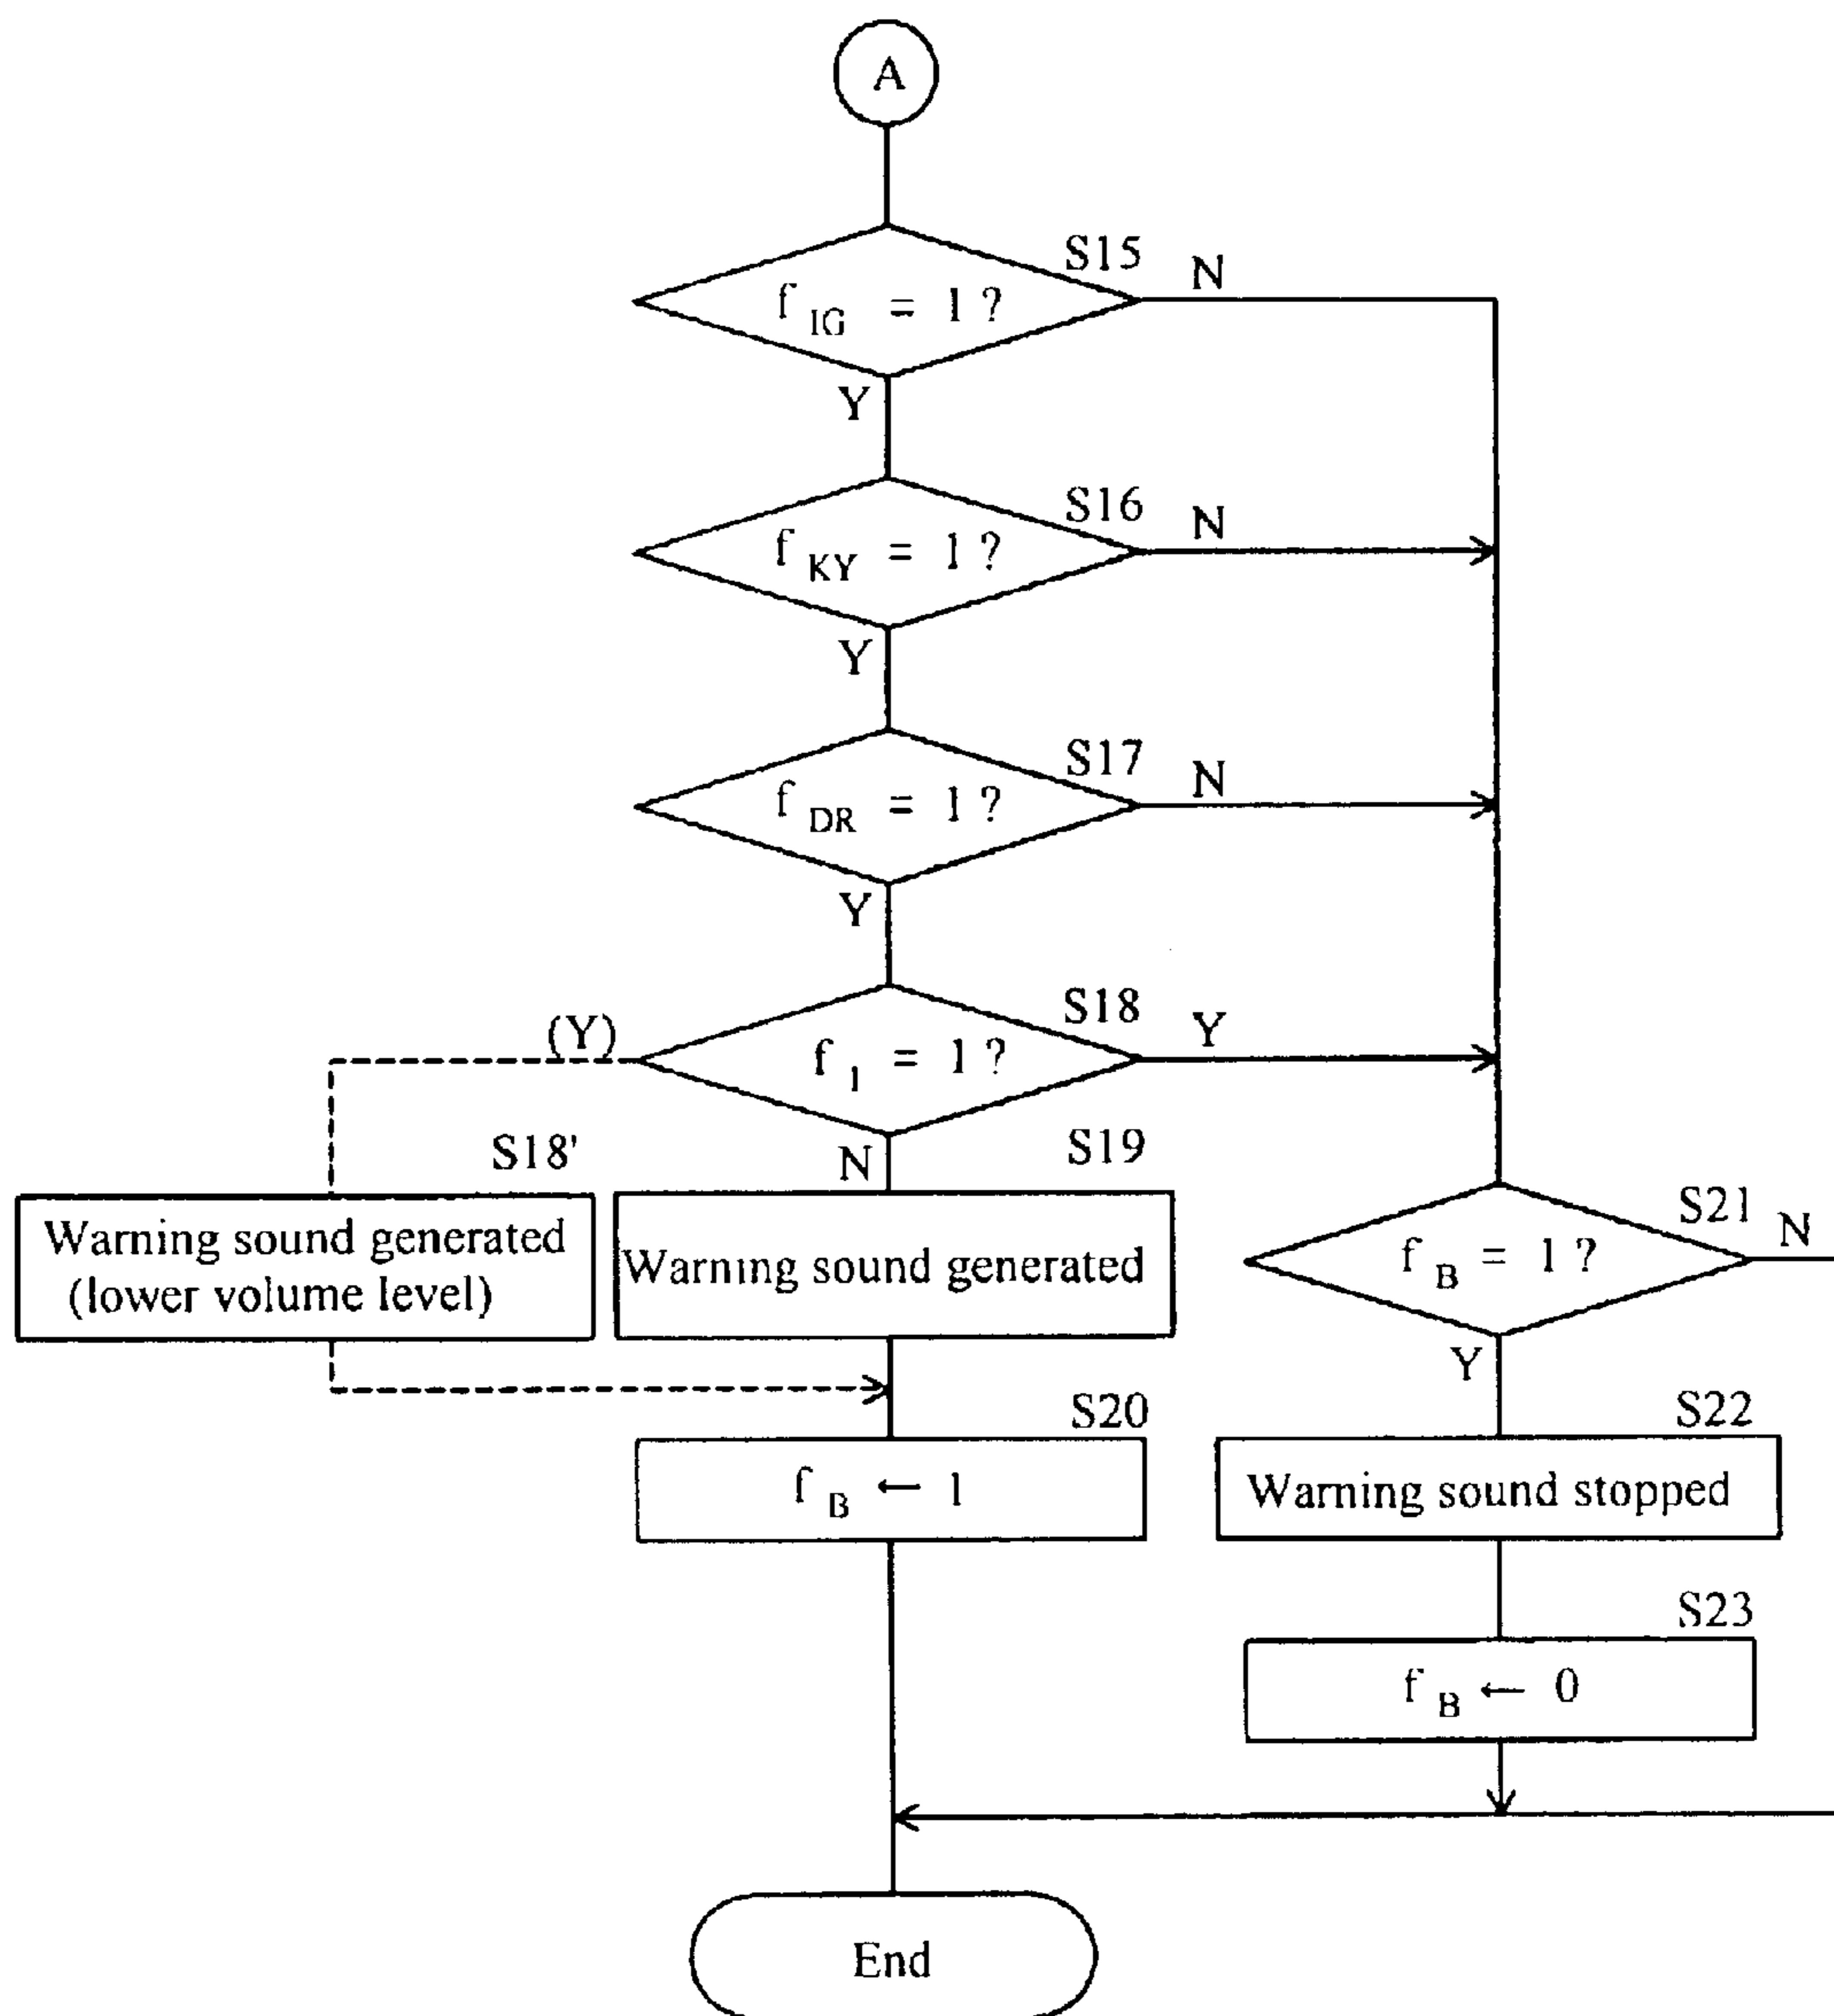 A
S15
N
f IG = 1 ?
Y
S16
N
f KY = 1 ?
Y
S17
N
f DR = 1 ?
Y
S18
(Y)
Y
f 1 = 1 ?
N
S18'
S19
Warning sound generated
(lower volume level)
Warning sound generated
S21
N
f B = 1 ?
Y
S20
f B ← 1
S22
Warning sound stopped
S23
f B ← 0
End